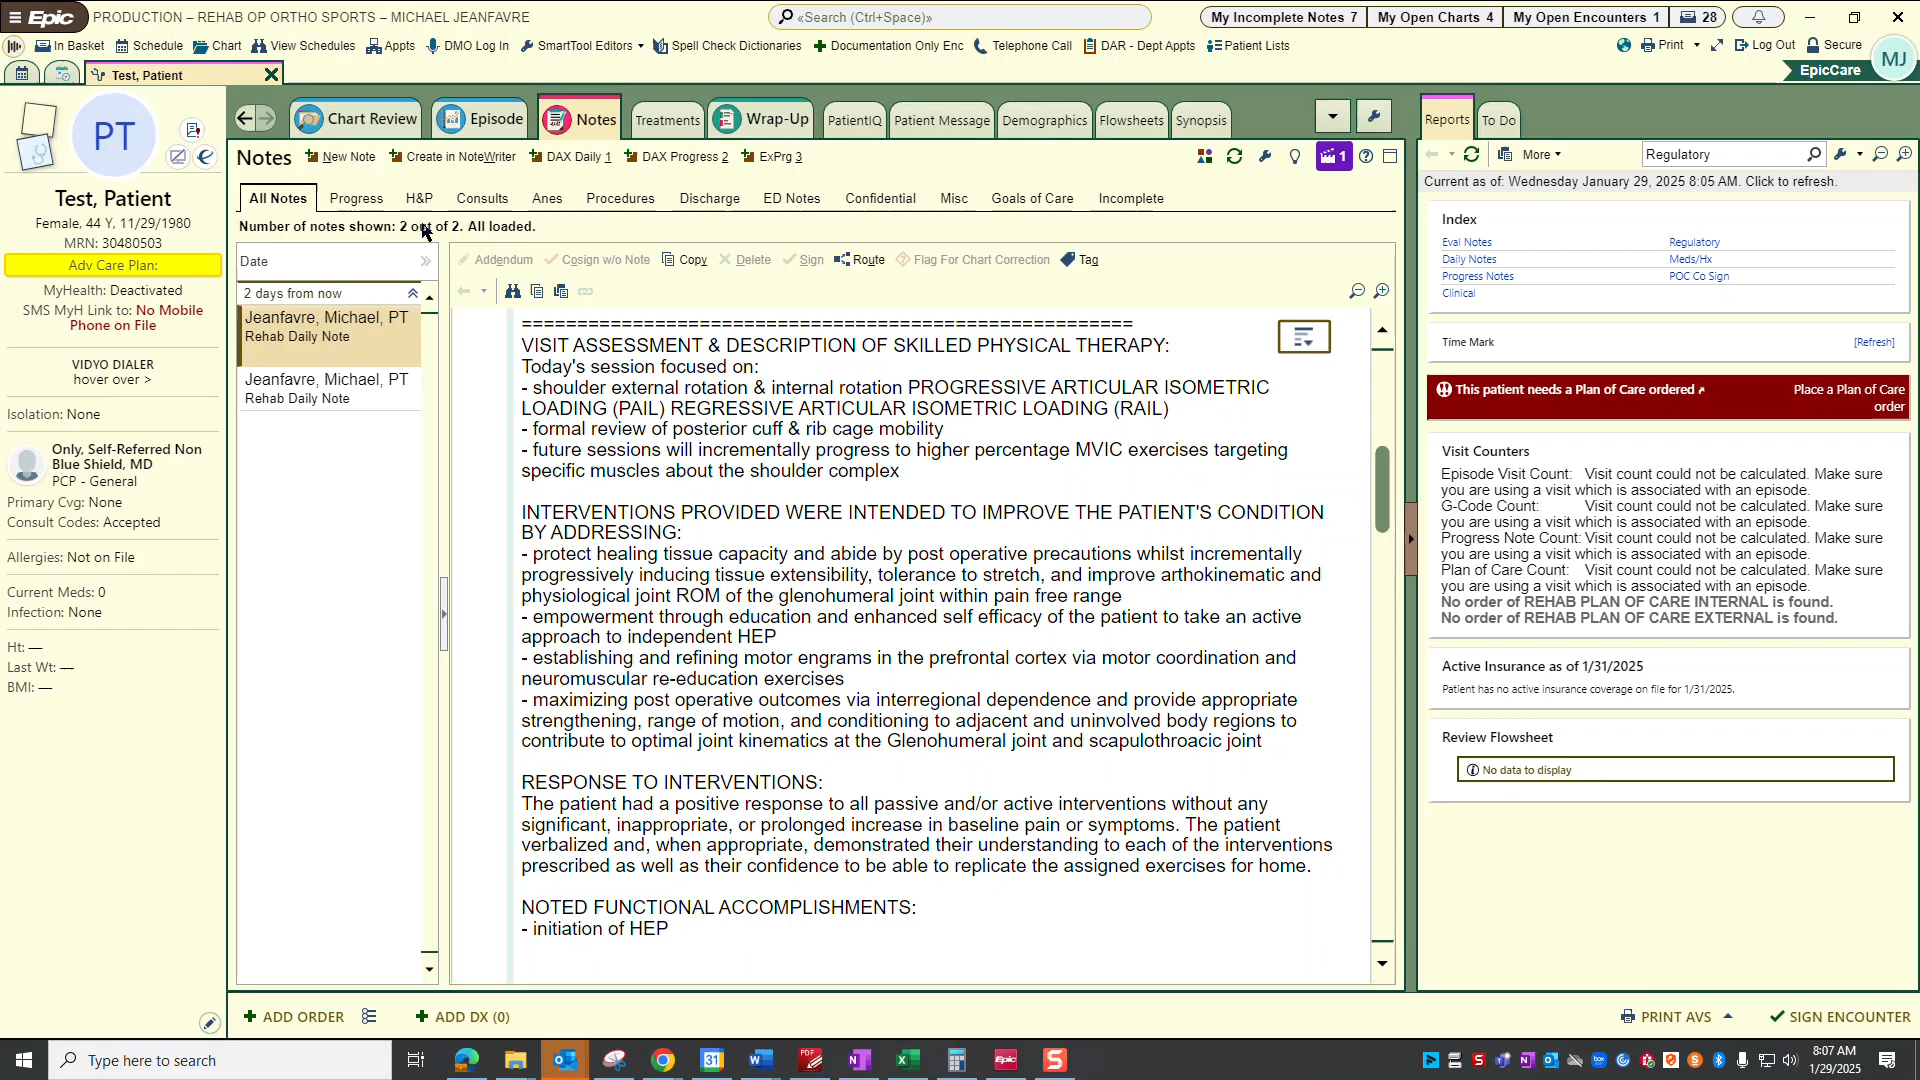 Epic PRODUCTION – REHAB OP ORTHO SPORTS – MICHAEL JEANFAVRE
«Search (Ctrl+Space)»
My Incomplete Notes 7 My Open Charts 4 My Open Encounters 1 28
In Basket Schedule Chart View Schedules Appts DMO Log In SmartTool Editors Spell Check Dictionaries Documentation Only Enc Telephone Call DAR - Dept Appts Patient Lists
Print Log Out Secure
MJ
Test, Patient
EpicCare
PT
Test, Patient
Female, 44 Y, 11/29/1980
MRN: 30480503
Adv Care Plan:
MyHealth: Deactivated
SMS MyH Link to: No Mobile
Phone on File
VIDYO DIALER
hover over >
Isolation: None
Only, Self-Referred Non
Blue Shield, MD
PCP - General
Primary Cvg: None
Consult Codes: Accepted
Allergies: Not on File
Current Meds: 0
Infection: None
Ht: —
Last Wt: —
BMI: —
Chart Review Episode Notes Treatments Wrap-Up PatientIQ Patient Message Demographics Flowsheets Synopsis
Notes New Note Create in NoteWriter DAX Daily 1 DAX Progress 2 ExPrg 3
1
All Notes Progress H&P Consults Anes Procedures Discharge ED Notes Confidential Misc Goals of Care Incomplete
Number of notes shown: 2 out of 2. All loaded.
Date
2 days from now
Jeanfavre, Michael, PT
Rehab Daily Note
Jeanfavre, Michael, PT
Rehab Daily Note
Addendum Cosign w/o Note Copy Delete Sign Route Flag For Chart Correction Tag
=======================================================
VISIT ASSESSMENT & DESCRIPTION OF SKILLED PHYSICAL THERAPY:
Today's session focused on:
- shoulder external rotation & internal rotation PROGRESSIVE ARTICULAR ISOMETRIC
LOADING (PAIL) REGRESSIVE ARTICULAR ISOMETRIC LOADING (RAIL)
- formal review of posterior cuff & rib cage mobility
- future sessions will incrementally progress to higher percentage MVIC exercises targeting
specific muscles about the shoulder complex
INTERVENTIONS PROVIDED WERE INTENDED TO IMPROVE THE PATIENT'S CONDITION
BY ADDRESSING:
- protect healing tissue capacity and abide by post operative precautions whilst incrementally
progressively inducing tissue extensibility, tolerance to stretch, and improve arthokinematic and
physiological joint ROM of the glenohumeral joint within pain free range
- empowerment through education and enhanced self efficacy of the patient to take an active
approach to independent HEP
- establishing and refining motor engrams in the prefrontal cortex via motor coordination and
neuromuscular re-education exercises
- maximizing post operative outcomes via interregional dependence and provide appropriate
strengthening, range of motion, and conditioning to adjacent and uninvolved body regions to
contribute to optimal joint kinematics at the Glenohumeral joint and scapulothroacic joint
RESPONSE TO INTERVENTIONS:
The patient had a positive response to all passive and/or active interventions without any
significant, inappropriate, or prolonged increase in baseline pain or symptoms. The patient
verbalized and, when appropriate, demonstrated their understanding to each of the interventions
prescribed as well as their confidence to be able to replicate the assigned exercises for home.
NOTED FUNCTIONAL ACCOMPLISHMENTS:
- initiation of HEP
Reports To Do
More Regulatory
Current as of: Wednesday January 29, 2025 8:05 AM. Click to refresh.
Index
Eval Notes Regulatory
Daily Notes Meds/Hx
Progress Notes POC Co Sign
Clinical
Time Mark [Refresh]
This patient needs a Plan of Care ordered Place a Plan of Care
order
Visit Counters
Episode Visit Count: Visit count could not be calculated. Make sure
you are using a visit which is associated with an episode.
G-Code Count: Visit count could not be calculated. Make sure
you are using a visit which is associated with an episode.
Progress Note Count: Visit count could not be calculated. Make sure
you are using a visit which is associated with an episode.
Plan of Care Count: Visit count could not be calculated. Make sure
you are using a visit which is associated with an episode.
No order of REHAB PLAN OF CARE INTERNAL is found.
No order of REHAB PLAN OF CARE EXTERNAL is found.
Active Insurance as of 1/31/2025
Patient has no active insurance coverage on file for 1/31/2025.
Review Flowsheet
No data to display
ADD ORDER ADD DX (0) PRINT AVS SIGN ENCOUNTER
Type here to search
31
PDF
Epic
8:07 AM
1/29/2025